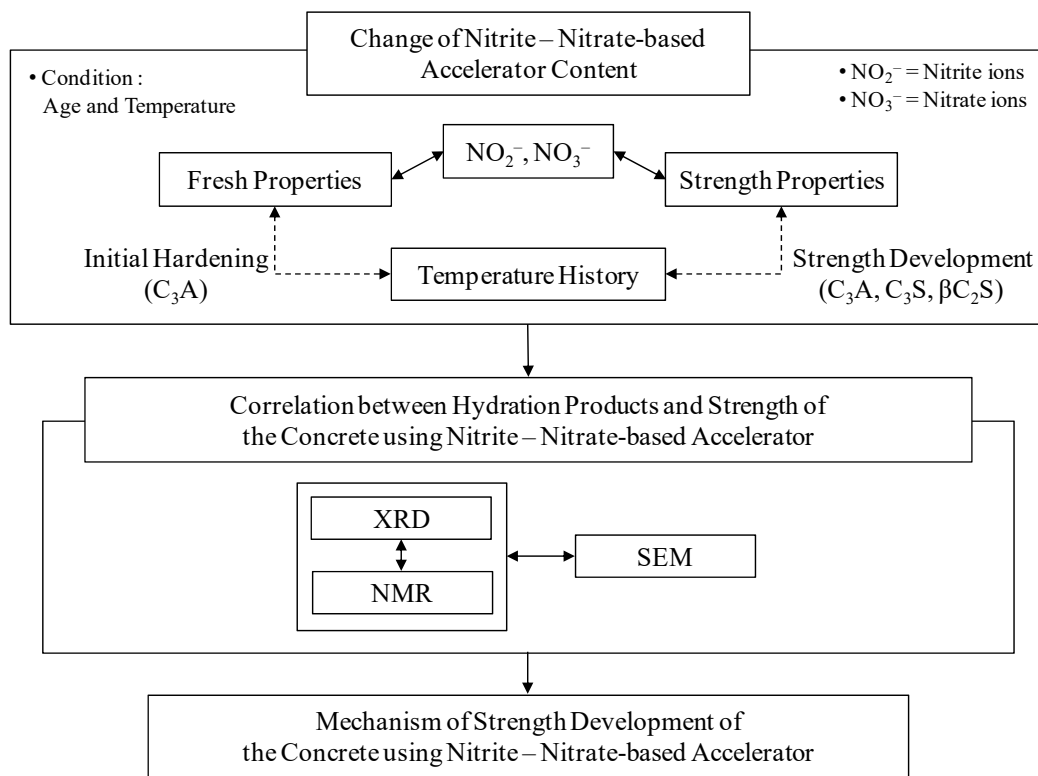 Change of Nitrite – Nitrate-based
Accelerator Content
• Condition :
Age and Temperature
• NO₂⁻ = Nitrite ions
• NO₃⁻ = Nitrate ions
NO₂⁻, NO₃⁻
Fresh Properties
Strength Properties
Initial Hardening
(C₃A)
Temperature History
Strength Development
(C₃A, C₃S, βC₂S)
Correlation between Hydration Products and Strength of
the Concrete using Nitrite – Nitrate-based Accelerator
XRD
NMR
SEM
Mechanism of Strength Development of
the Concrete using Nitrite – Nitrate-based Accelerator